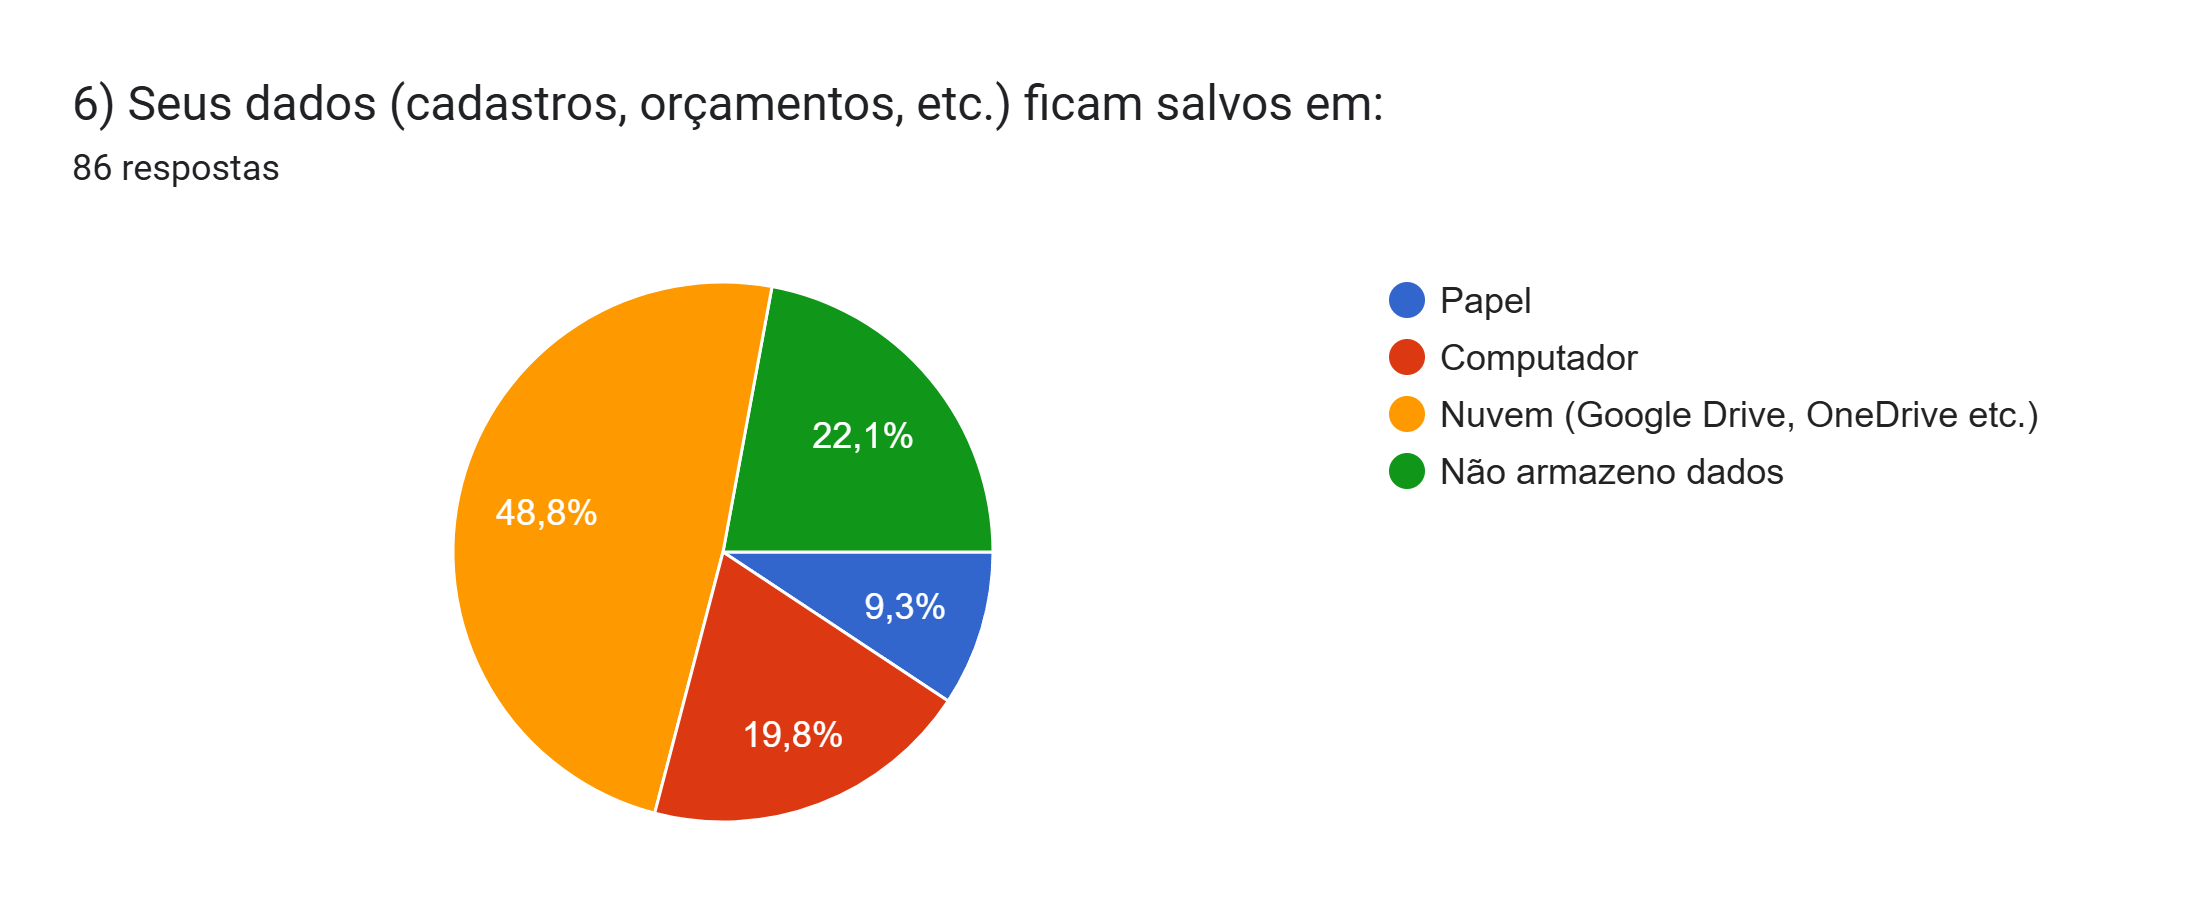 6) Seus dados (cadastros, orçamentos, etc.) ficam salvos em:
86 respostas
Papel
Computador
Nuvem (Google Drive, OneDrive etc.)
Não armazeno dados
22,1%
48,8%
9,3%
19,8%